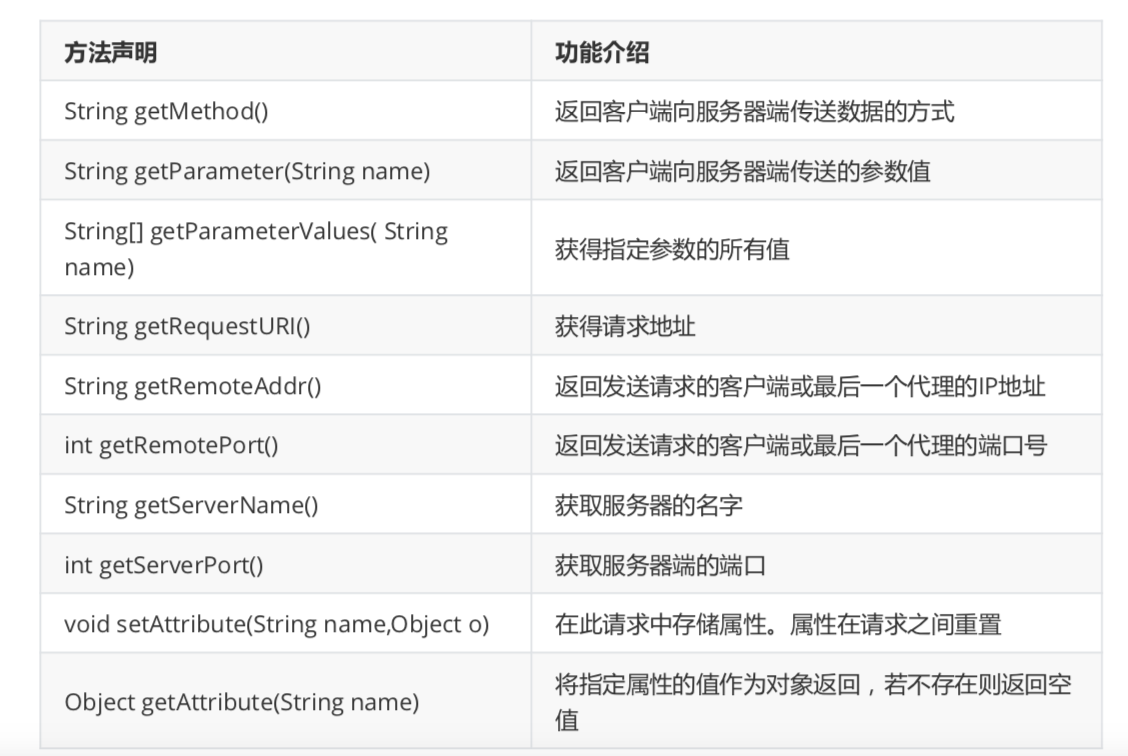 方法声明 功能介绍
String getMethod() 返回客户端向服务器端传送数据的方式
String getParameter(String name) 返回客户端向服务器端传送的参数值
String[] getParameterValues( String
name)
获得指定参数的所有值
String getRequestURI() 获得请求地址
String getRemoteAddr() 返回发送请求的客户端或最后一个代理的IP地址
int getRemotePort() 返回发送请求的客户端或最后一个代理的端口号
String getServerName() 获取服务器的名字
int getServerPort() 获取服务器端的端口
void setAttribute(String name,Object o) 在此请求中存储属性。属性在请求之间重置
Object getAttribute(String name)
将指定属性的值作为对象返回，若不存在则返回空
值